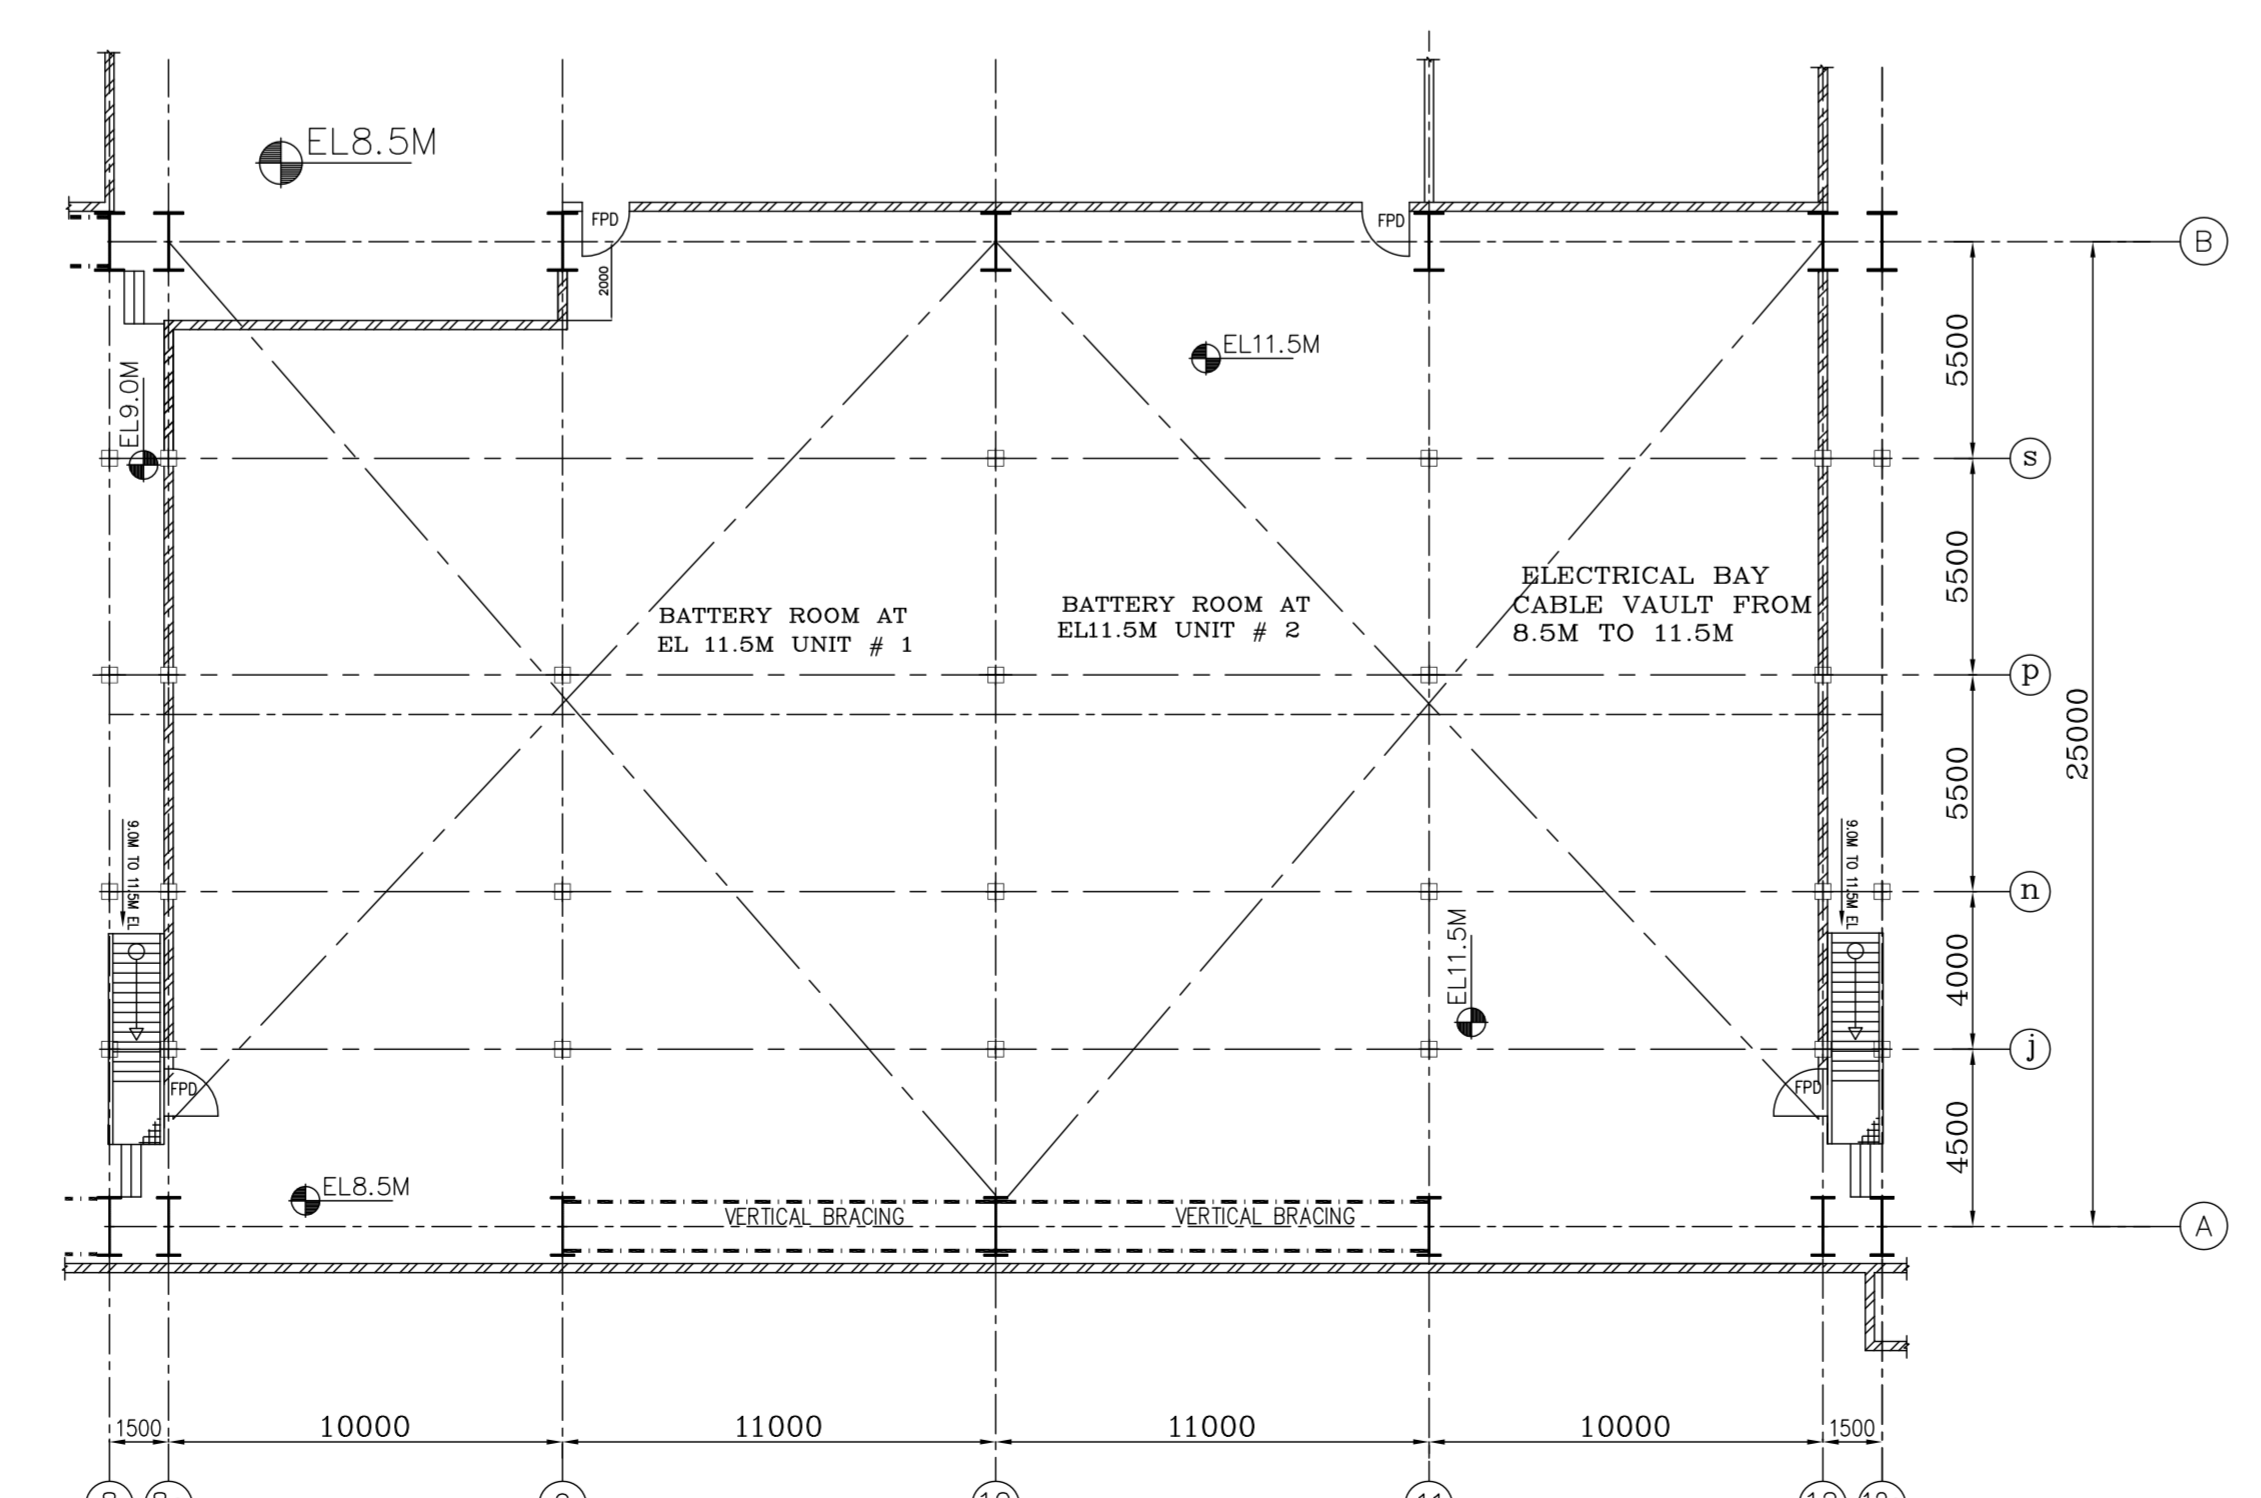 EL8.5M
FPD
FPD
B
2000
EL11.5M
5500
EL9.0M
s
5500
ELECTRICAL BAY
CABLE VAULT FROM
8.5M TO 11.5M
BATTERY ROOM AT
EL 11.5M UNIT # 1
BATTERY ROOM AT
EL11.5M UNIT # 2
p
25000
5500
9.0M TO 11.5M EL
9.0M TO 11.5M EL
n
EL11.5M
4000
j
FPD
FPD
4500
EL8.5M
VERTICAL BRACING
VERTICAL BRACING
A
1500
10000
11000
11000
10000
1500